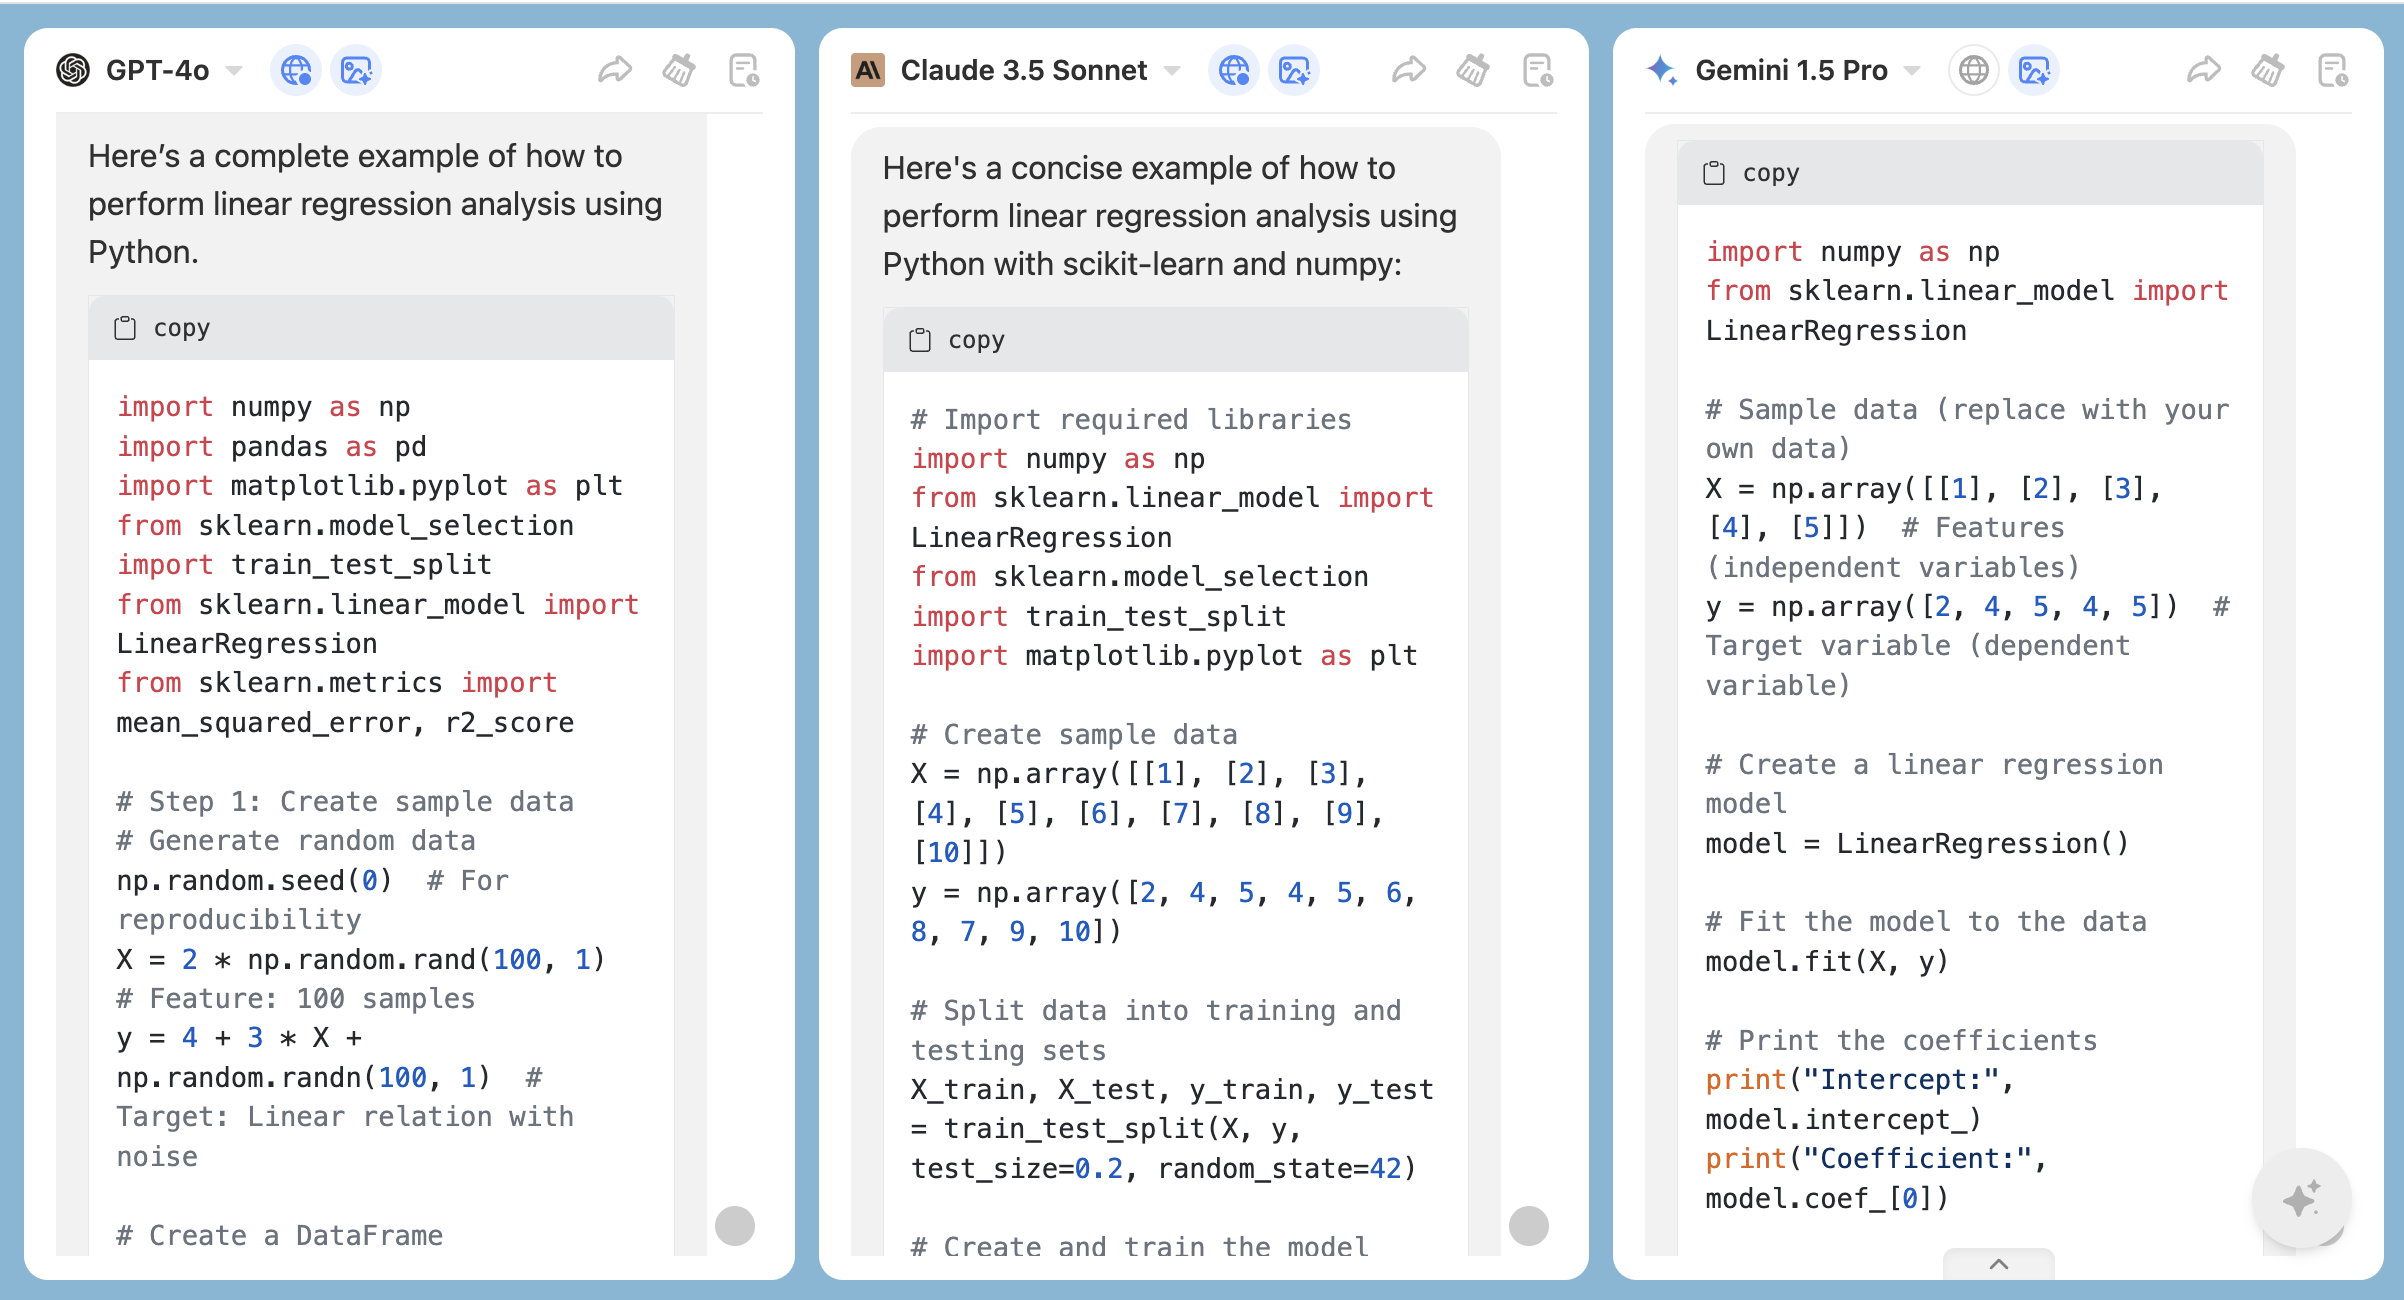 GPT-4o
Here’s a complete example of how to
perform linear regression analysis using
Python.
copy
import numpy as np
import pandas as pd
import matplotlib.pyplot as plt
from sklearn.model_selection
import train_test_split
from sklearn.linear_model import
LinearRegression
from sklearn.metrics import
mean_squared_error, r2_score
# Step 1: Create sample data
# Generate random data
np.random.seed(0)  # For
reproducibility
X = 2 * np.random.rand(100, 1)
# Feature: 100 samples
y = 4 + 3 * X +
np.random.randn(100, 1)  #
Target: Linear relation with
noise
# Create a DataFrame
Claude 3.5 Sonnet
Here's a concise example of how to
perform linear regression analysis using
Python with scikit-learn and numpy:
copy
# Import required libraries
import numpy as np
from sklearn.linear_model import
LinearRegression
from sklearn.model_selection
import train_test_split
import matplotlib.pyplot as plt
# Create sample data
X = np.array([[1], [2], [3],
[4], [5], [6], [7], [8], [9],
[10]])
y = np.array([2, 4, 5, 4, 5, 6,
8, 7, 9, 10])
# Split data into training and
testing sets
X_train, X_test, y_train, y_test
= train_test_split(X, y,
test_size=0.2, random_state=42)
# Create and train the model
Gemini 1.5 Pro
copy
import numpy as np
from sklearn.linear_model import
LinearRegression
# Sample data (replace with your
own data)
X = np.array([[1], [2], [3],
[4], [5]])  # Features
(independent variables)
y = np.array([2, 4, 5, 4, 5])  #
Target variable (dependent
variable)
# Create a linear regression
model
model = LinearRegression()
# Fit the model to the data
model.fit(X, y)
# Print the coefficients
print("Intercept:",
model.intercept_)
print("Coefficient:",
model.coef_[0])